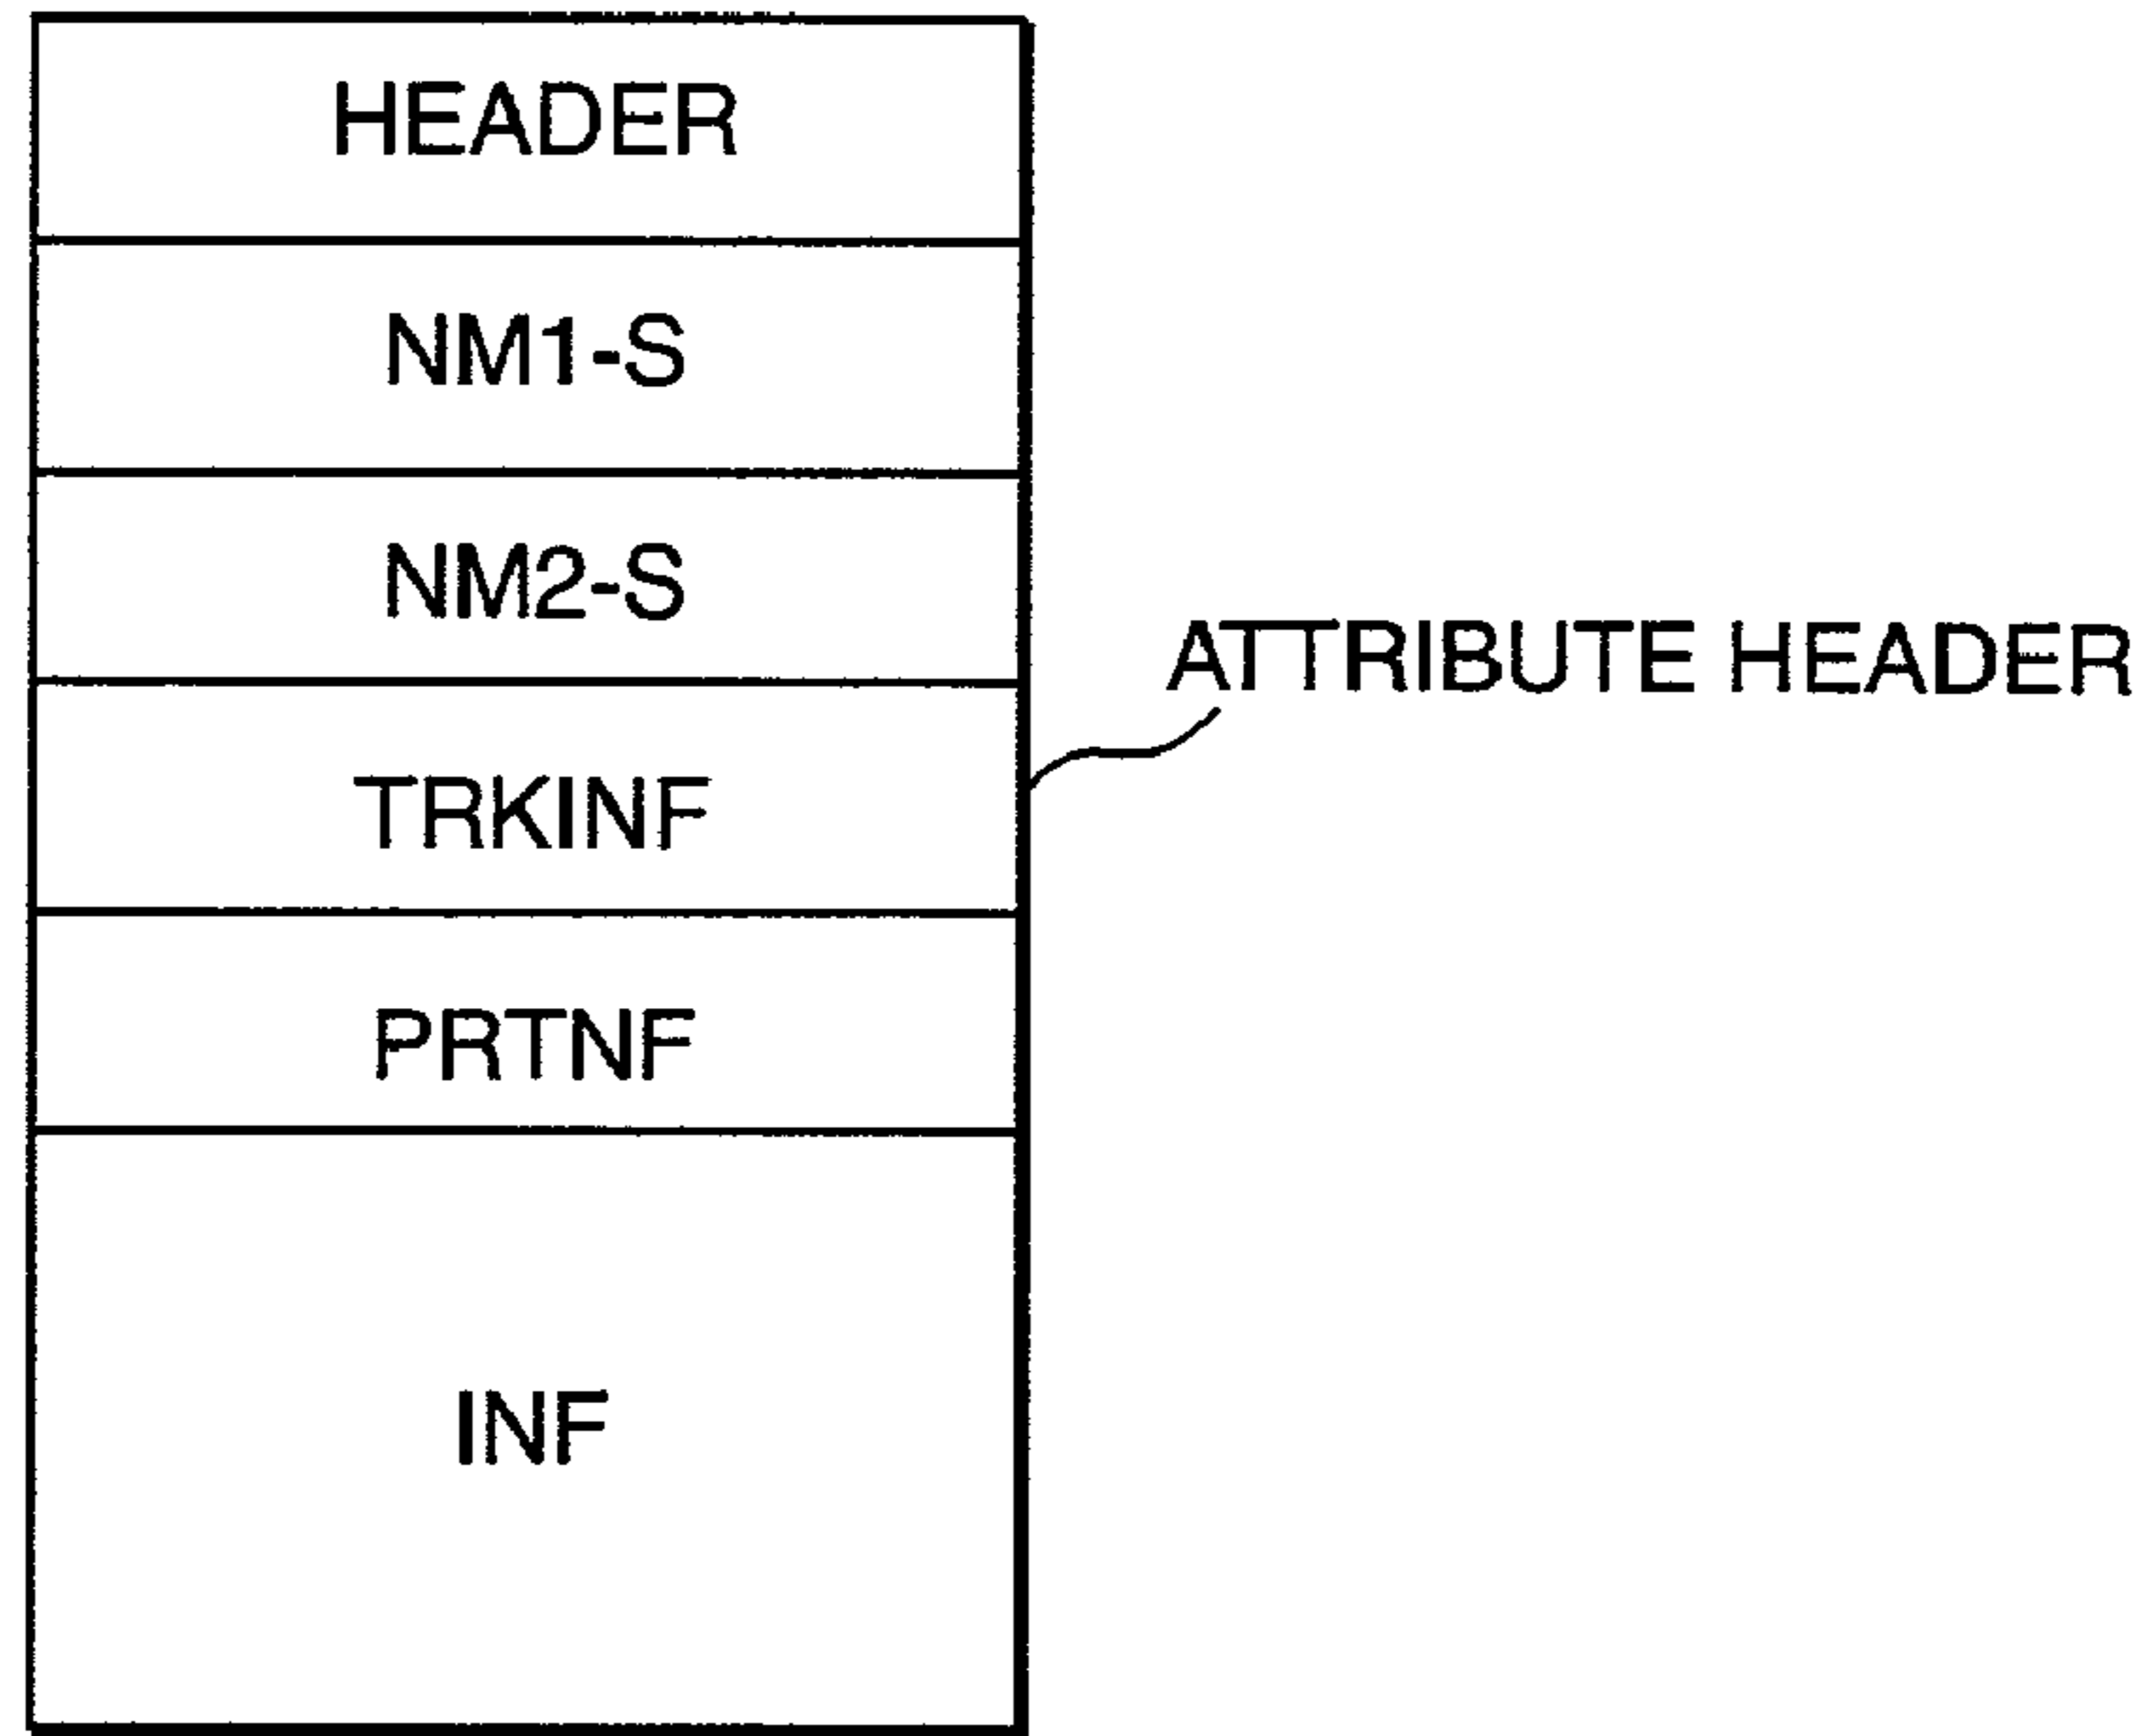 HEADER
NM1-S
NM2-S
ATTRIBUTE HEADER
TRKINF
PRTNF
INF